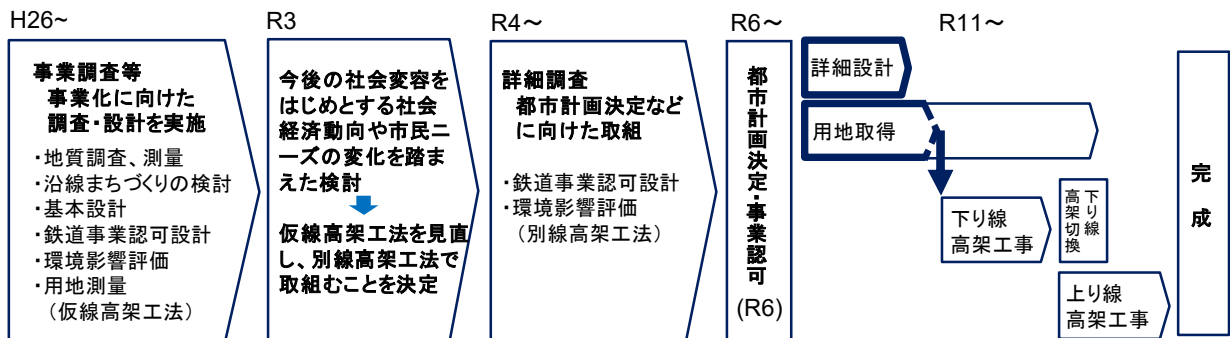 H26~
R3
R4～
R6～
R11～
事業調査等
事業化に向けた
調査・設計を実施
・地質調査、測量
・沿線まちづくりの検討
・基本設計
・鉄道事業認可設計
・環境影響評価
・用地測量
（仮線高架工法）
今後の社会変容を
はじめとする社会
経済動向や市民ニ
ーズの変化を踏ま
えた検討
仮線高架工法を見直
し、別線高架工法で
取組むことを決定
詳細調査
都市計画決定など
に向けた取組
・鉄道事業認可設計
・環境影響評価
（別線高架工法）
都市計画決定・事業認可
(R6)
詳細設計
用地取得
下り線
高架工事
下り線
高架切換
上り線
高架工事
完成